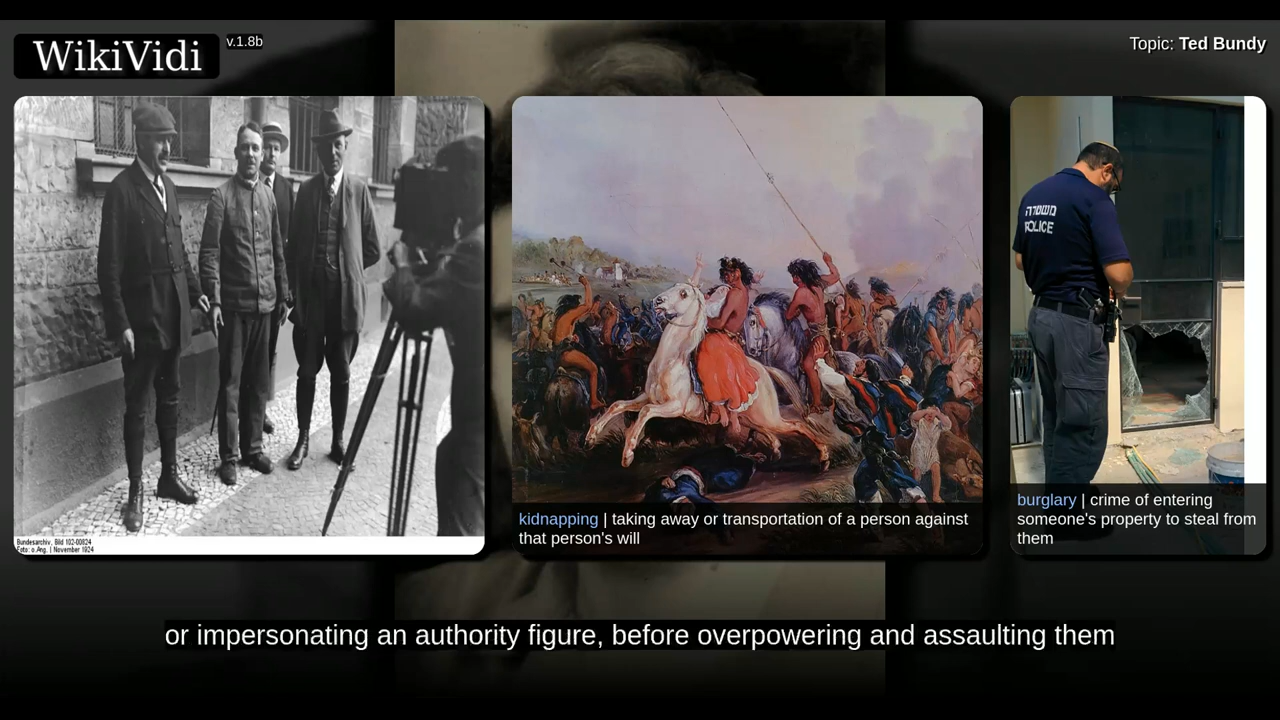 WikiVidi
v.1.8b
Topic: Ted Bundy
משטרה
POLICE
Bundesarchiv, Bild 102-00824
Foto: o.Ang. | November 1924
kidnapping | taking away or transportation of a person against
that person's will
burglary | crime of entering
someone's property to steal from
them
or impersonating an authority figure, before overpowering and assaulting them